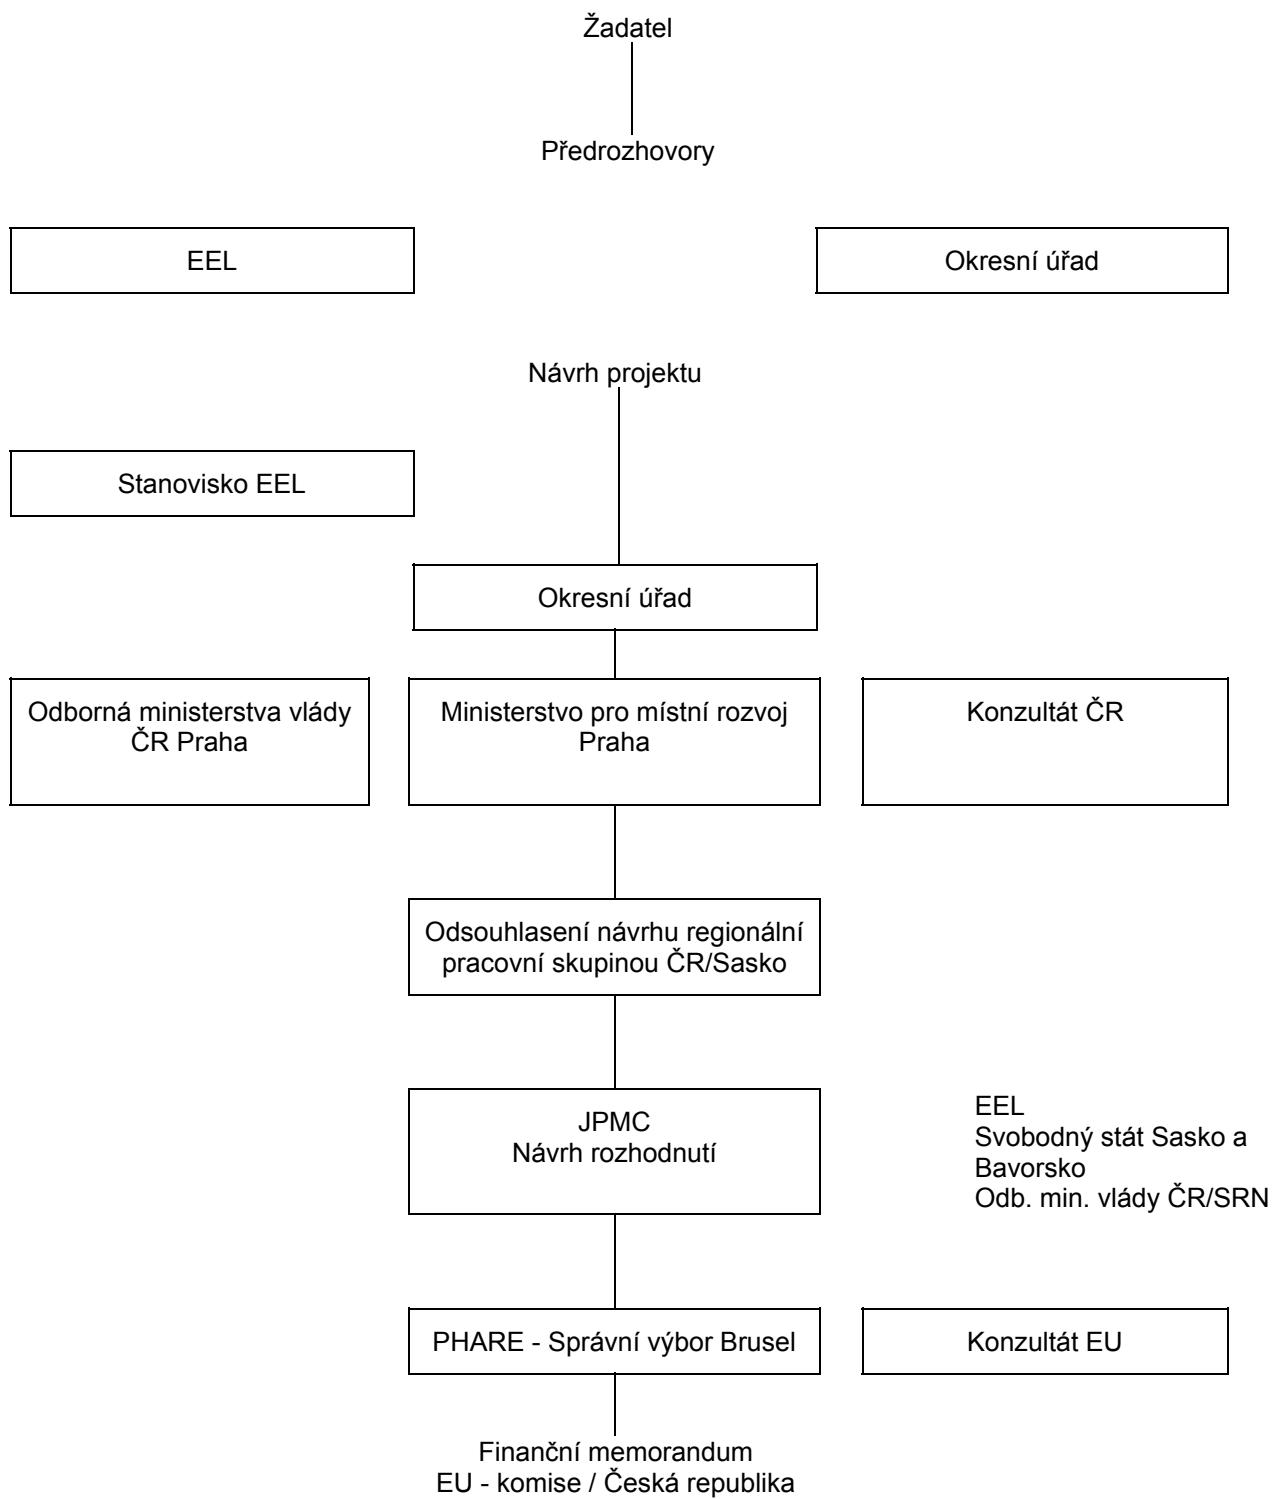 Žadatel
Předrozhovory
EEL
Okresní úřad
Návrh projektu
Stanovisko EEL
Okresní úřad
Odborná ministerstva vlády
ČR Praha
Ministerstvo pro místní rozvoj
Praha
Konzultát ČR
Odsouhlasení návrhu regionální
pracovní skupinou ČR/Sasko
JPMC
Návrh rozhodnutí
EEL
Svobodný stát Sasko a
Bavorsko
Odb. min. vlády ČR/SRN
PHARE - Správní výbor Brusel
Konzultát EU
Finanční memorandum
EU - komise / Česká republika